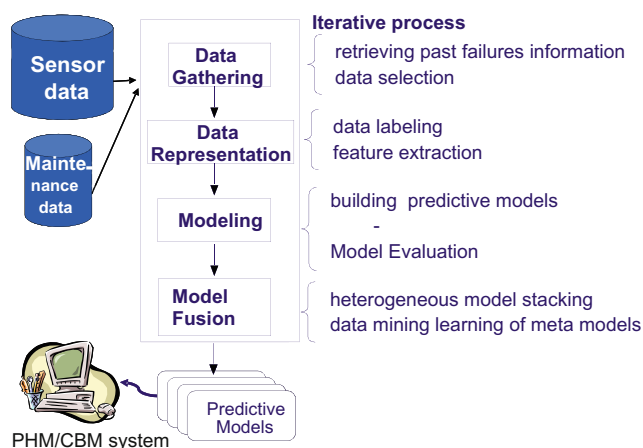 Iterative process
Sensor
data
Data
Gathering
retrieving past failures information
data selection
Mainte-
nance
data
Data
Representation
data labeling
feature extraction
Modeling
building predictive models
-
Model Evaluation
Model
Fusion
heterogeneous model stacking
data mining learning of meta models
Predictive
Models
PHM/CBM system